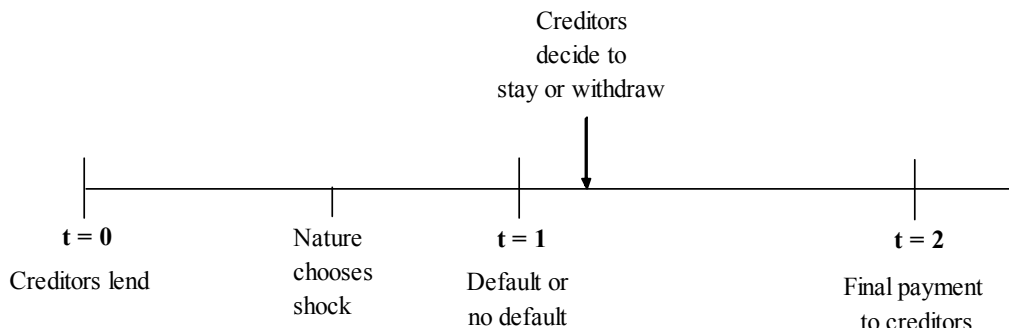 Creditors
decide to
stay or withdraw
t = 0
Creditors lend
Nature
chooses
shock
t = 1
Default or
no default
t = 2
Final payment
to creditors